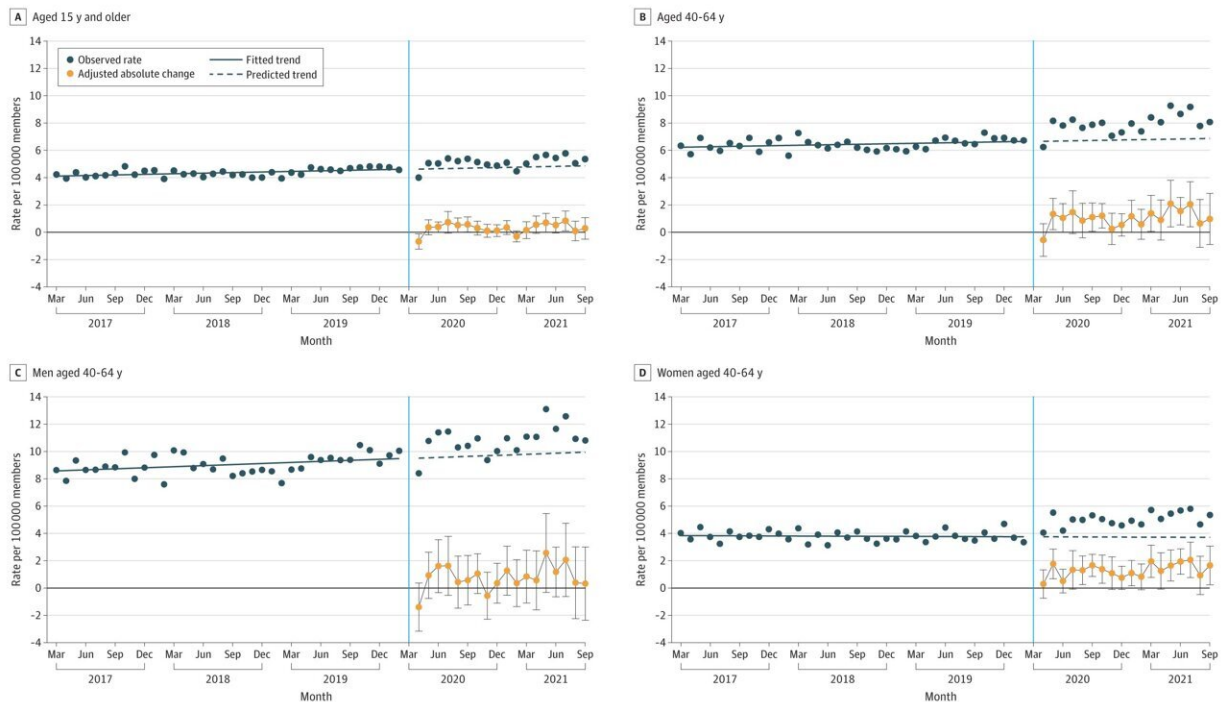 A Aged 15 y and older
14
12
10
8
6
4
2
0
-2
-4
Rate per 100 000 members
Observed rate
Adjusted absolute change
Fitted trend
Predicted trend
Mar Jun Sep Dec Mar Jun Sep Dec Mar Jun Sep Dec Mar Jun Sep Dec Mar Jun Sep
2017 2018 2019 2020 2021
Month
B Aged 40-64 y
14
12
10
8
6
4
2
0
-2
-4
Rate per 100 000 members
Mar Jun Sep Dec Mar Jun Sep Dec Mar Jun Sep Dec Mar Jun Sep Dec Mar Jun Sep
2017 2018 2019 2020 2021
Month
C Men aged 40-64 y
14
12
10
8
6
4
2
0
-2
-4
Rate per 100 000 members
Mar Jun Sep Dec Mar Jun Sep Dec Mar Jun Sep Dec Mar Jun Sep Dec Mar Jun Sep
2017 2018 2019 2020 2021
Month
D Women aged 40-64 y
14
12
10
8
6
4
2
0
-2
-4
Rate per 100 000 members
Mar Jun Sep Dec Mar Jun Sep Dec Mar Jun Sep Dec Mar Jun Sep Dec Mar Jun Sep
2017 2018 2019 2020 2021
Month